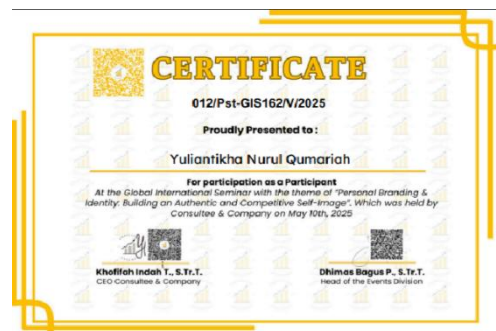 CERTIFICATE
012/Pst-GIS162/V/2025
Proudly Presented to :
Yuliantikha Nurul Qumariah
For participation as a Participant
At the Global International Seminar with the theme of "Personal Branding &
Identity: Building an Authentic and Competitive Self-Image". Which was held by
Consultee & Company on May 10th, 2025
Khofifah Indah T., S.Tr.T.
CEO Consultee & Company
Dhimas Bagus P., S.Tr.T.
Head of the Events Division